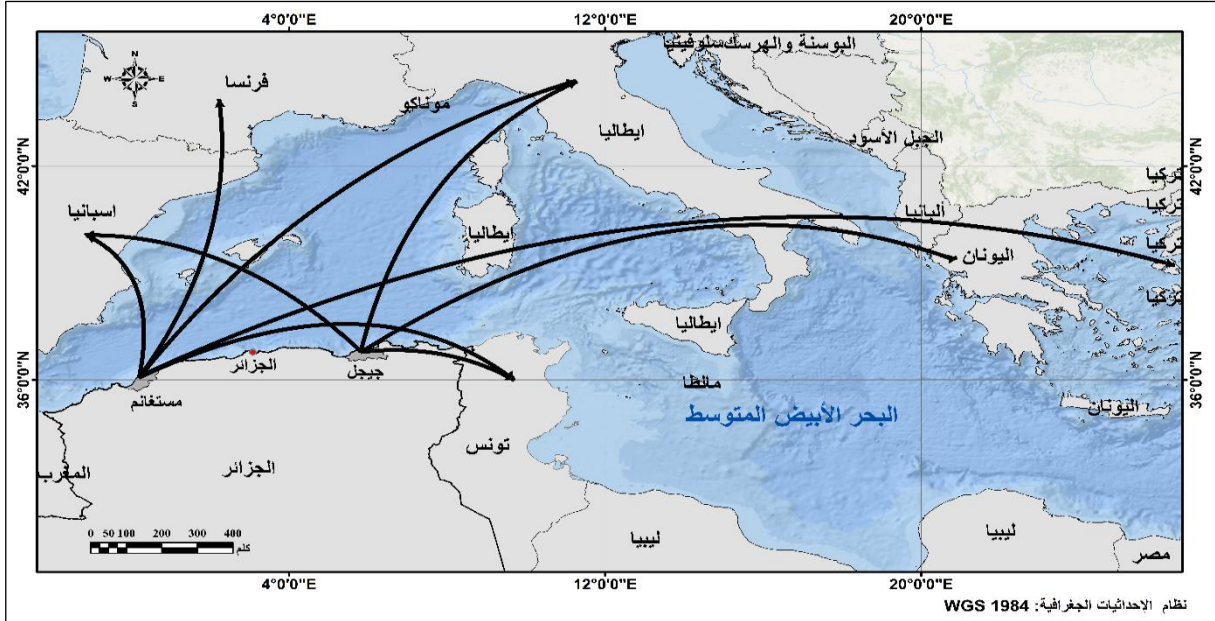 4°0'0"E
12°0'0"E
20°0'0"E
N
W
E
S
فرنسا
موناكو
البوسنة والهرسك
ايطاليا
الجبل الأسود
42°0'0"N
42°0'0"N
تركيا
تركيا
تركيا
تركيا
ألبانيا
اسبانيا
ايطاليا
اليونان
ايطاليا
الجزائر
جيجل
مستغانم
36°0'0"N
36°0'0"N
مالطا
اليونان
البحر الأبيض المتوسط
تونس
الجزائر
المغرب
ليبيا
ليبيا
مصر
0 50 100 200 300 400
كلم
4°0'0"E
12°0'0"E
20°0'0"E
نظام الإحداثيات الجغرافية: WGS 1984